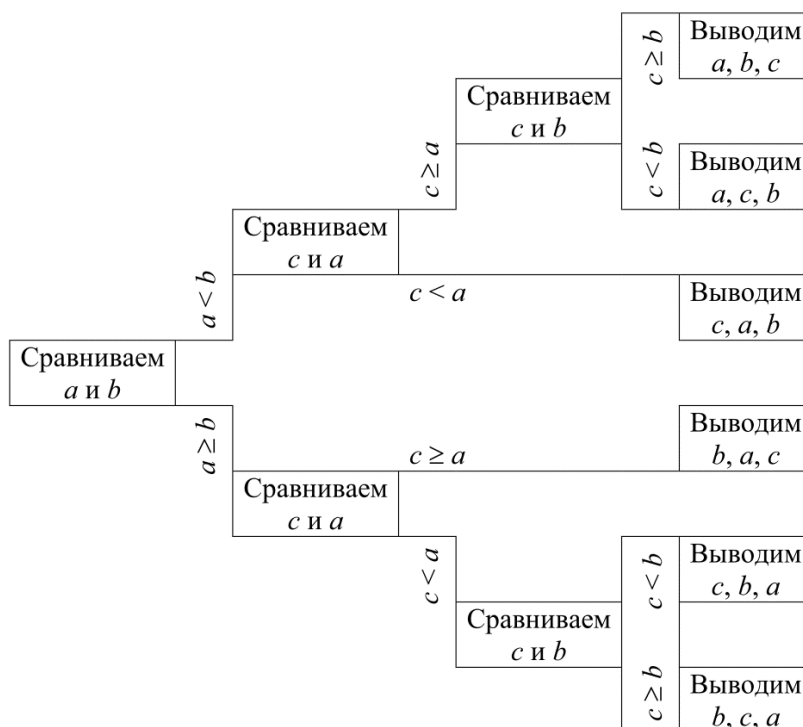 c ≥ b
Выводим
a, b, c
Сравниваем
c и b
c ≥ a
c < b
Выводим
a, c, b
Сравниваем
c и a
a < b
c < a
Выводим
c, a, b
Сравниваем
a и b
a ≥ b
c ≥ a
Выводим
b, a, c
Сравниваем
c и a
c < a
c < b
Выводим
c, b, a
Сравниваем
c и b
c ≥ b
Выводим
b, c, a